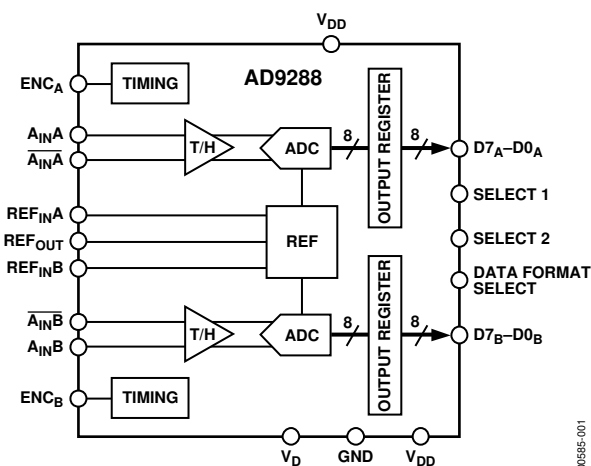 VDD
AD9288
ENCA
TIMING
AINA
AINA
T/H
ADC
8
OUTPUT REGISTER
8
D7A–D0A
SELECT 1
REFINA
REFOUT
REFINB
REF
SELECT 2
DATA FORMAT
SELECT
AINB
AINB
T/H
ADC
8
OUTPUT REGISTER
8
D7B–D0B
ENCB
TIMING
VD
GND
VDD
00585-001